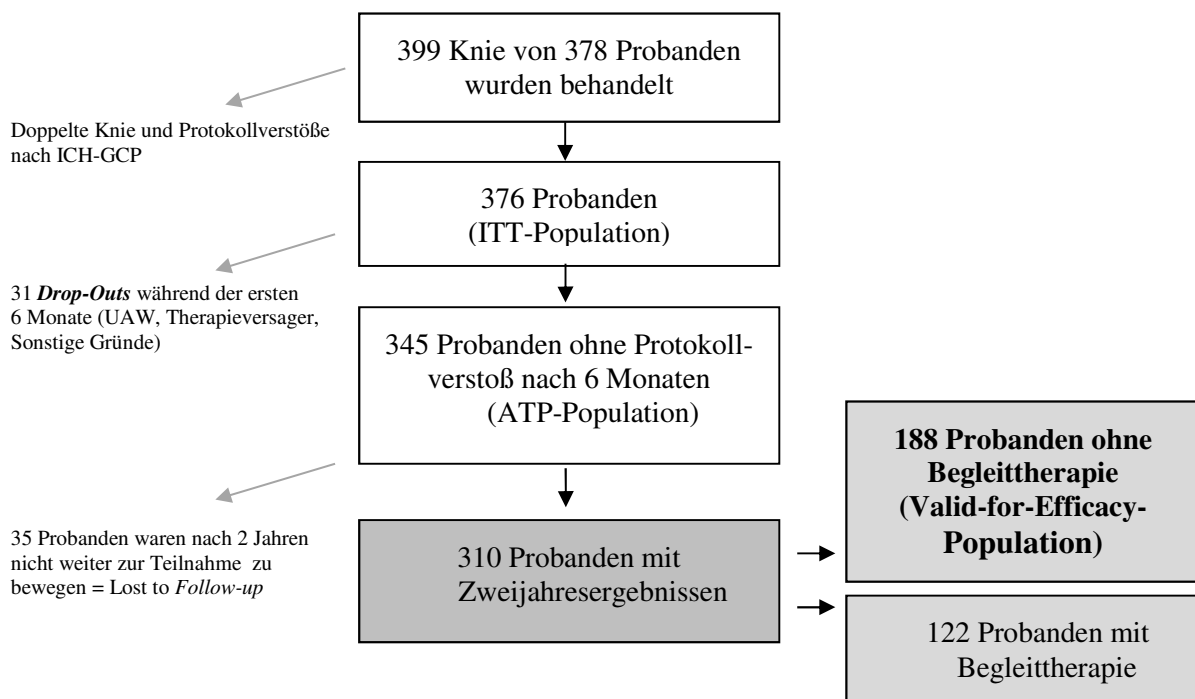 399 Knie von 378 Probanden
wurden behandelt
Doppelte Knie und Protokollverstöße
nach ICH-GCP
376 Probanden
(ITT-Population)
31 Drop-Outs während der ersten
6 Monate (UAW, Therapieversager,
Sonstige Gründe)
345 Probanden ohne Protokoll-
verstoß nach 6 Monaten
(ATP-Population)
35 Probanden waren nach 2 Jahren
nicht weiter zur Teilnahme zu
bewegen = Lost to Follow-up
310 Probanden mit
Zweijahresergebnissen
188 Probanden ohne
Begleittherapie
(Valid-for-Efficacy-
Population)
122 Probanden mit
Begleittherapie